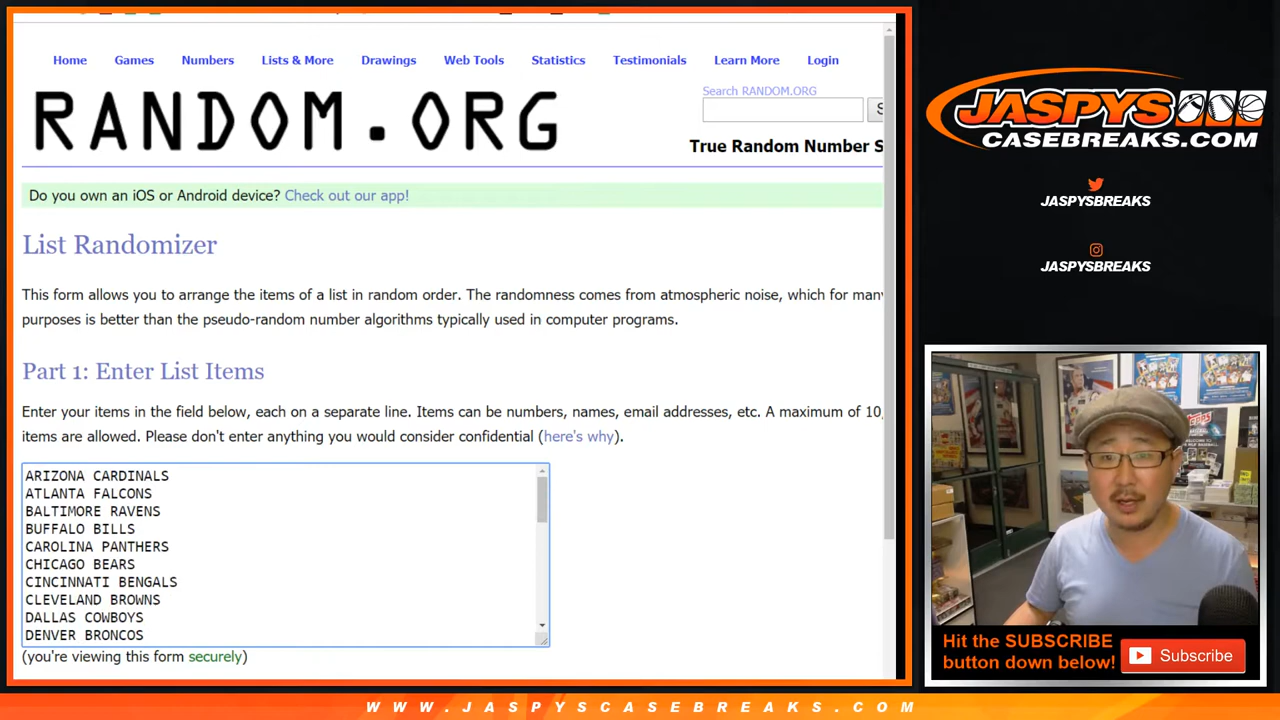 Home Games Numbers Lists & More Drawings Web Tools Statistics Testimonials Learn More Login
RANDOM.ORG
Search RANDOM.ORG
S
True Random Number S
Do you own an iOS or Android device? Check out our app!
List Randomizer
This form allows you to arrange the items of a list in random order. The randomness comes from atmospheric noise, which for many
purposes is better than the pseudo-random number algorithms typically used in computer programs.
Part 1: Enter List Items
Enter your items in the field below, each on a separate line. Items can be numbers, names, email addresses, etc. A maximum of 10,
items are allowed. Please don't enter anything you would consider confidential (here's why).
ARIZONA CARDINALS
ATLANTA FALCONS
BALTIMORE RAVENS
BUFFALO BILLS
CAROLINA PANTHERS
CHICAGO BEARS
CINCINNATI BENGALS
CLEVELAND BROWNS
DALLAS COWBOYS
DENVER BRONCOS
(you're viewing this form securely)
JASPYS
CASEBREAKS.COM
JASPYSBREAKS
JASPYSBREAKS
TOPPS
Hit the SUBSCRIBE
button down below!
Subscribe
WWW.JASPYSCASEBREAKS.COM